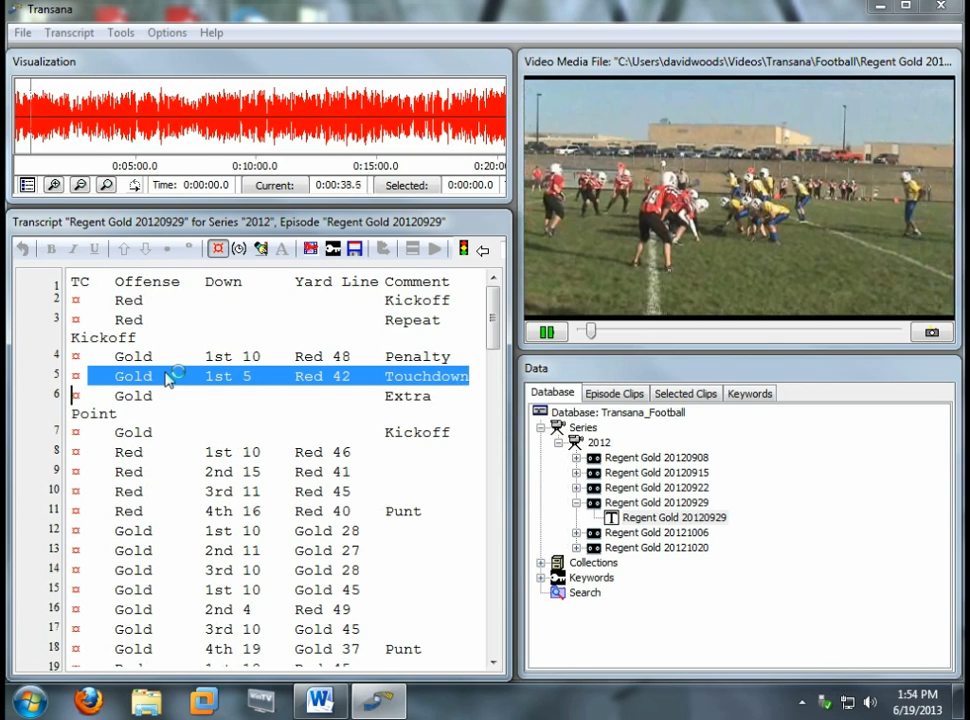 Transana
File Transcript Tools Options Help
Visualization
0:05:00.0 0:10:00.0 0:15:00.0 0:20:0
Time: 0:00:00.0 Current: 0:00:38.5 Selected: 0:00:00.0
Transcript "Regent Gold 20120929" for Series "2012", Episode "Regent Gold 20120929"
B I U A
1 TC Offense Down Yard Line Comment
2 ¤ Red Kickoff
3 ¤ Red Repeat
Kickoff
4 ¤ Gold 1st 10 Red 48 Penalty
5 ¤ Gold 1st 5 Red 42 Touchdown
6 ¤ Gold Extra
Point
7 ¤ Gold Kickoff
8 ¤ Red 1st 10 Red 46
9 ¤ Red 2nd 15 Red 41
10 ¤ Red 3rd 11 Red 45
11 ¤ Red 4th 16 Red 40 Punt
12 ¤ Gold 1st 10 Gold 28
13 ¤ Gold 2nd 11 Gold 27
14 ¤ Gold 3rd 10 Gold 28
15 ¤ Gold 1st 10 Gold 45
16 ¤ Gold 2nd 4 Red 49
17 ¤ Gold 3rd 10 Gold 45
18 ¤ Gold 4th 19 Gold 37 Punt
19
Video Media File: "C:\Users\davidwoods\Videos\Transana\Football\Regent Gold 201...
Data
Database Episode Clips Selected Clips Keywords
Database: Transana_Football
Series
2012
Regent Gold 20120908
Regent Gold 20120915
Regent Gold 20120922
Regent Gold 20120929
T Regent Gold 20120929
Regent Gold 20121006
Regent Gold 20121020
Collections
Keywords
Search
WinTV
W
1:54 PM
6/19/2013